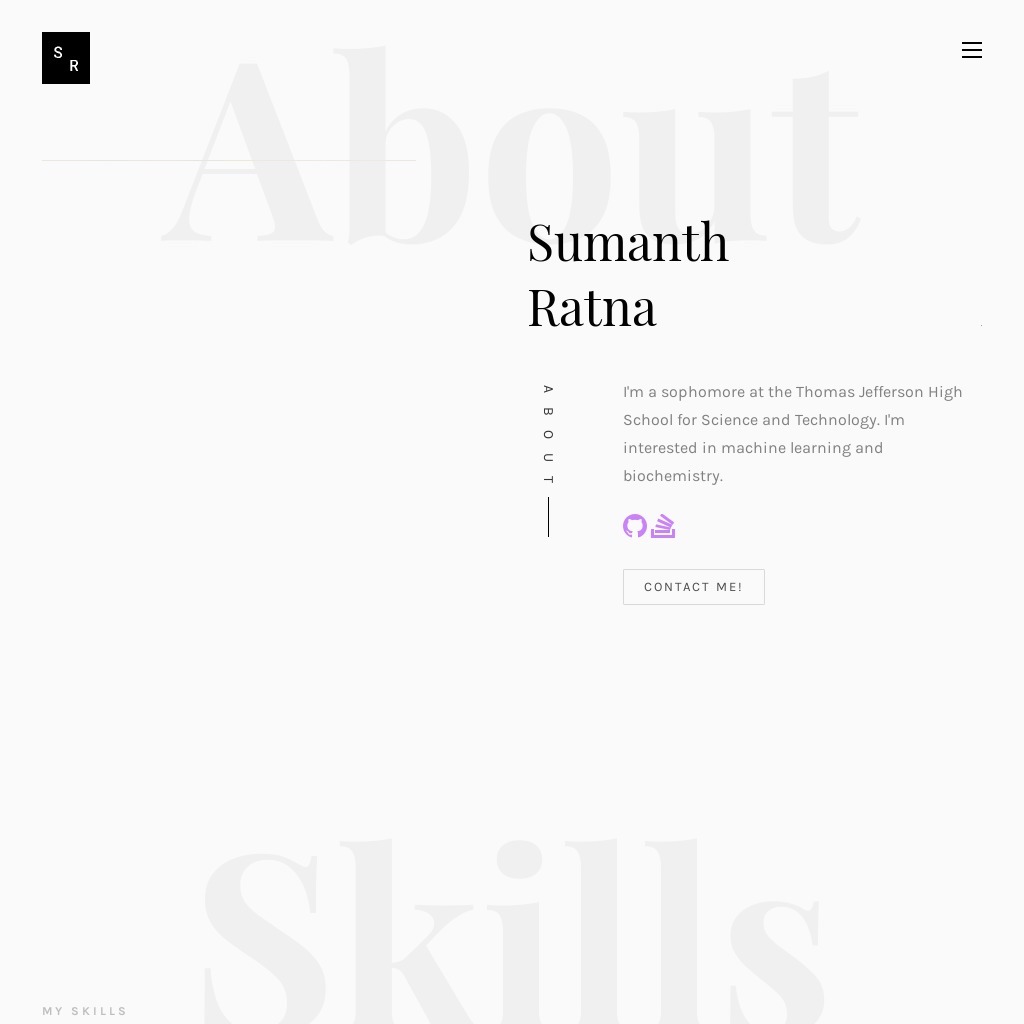 S
R
About
Sumanth
Ratna
ABOUT
I'm a sophomore at the Thomas Jefferson High
School for Science and Technology. I'm
interested in machine learning and
biochemistry.
CONTACT ME!
Skills
MY SKILLS